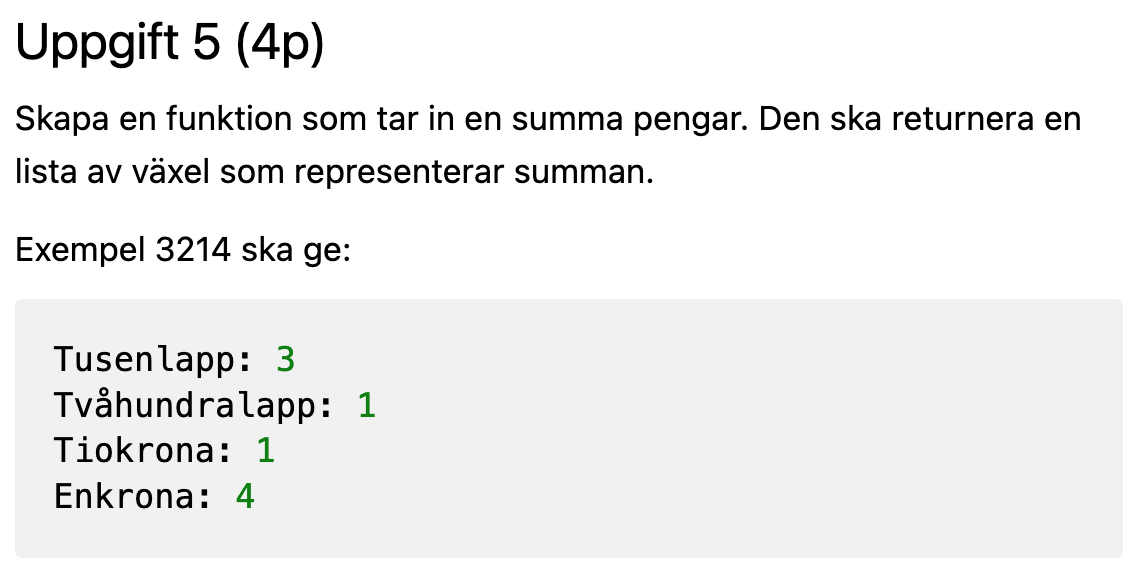 Uppgift 5 (4p)
Skapa en funktion som tar in en summa pengar. Den ska returnera en
lista av växel som representerar summan.
Exempel 3214 ska ge:
Tusenlapp: 3
Tvåhundralapp: 1
Tiokrona: 1
Enkrona: 4